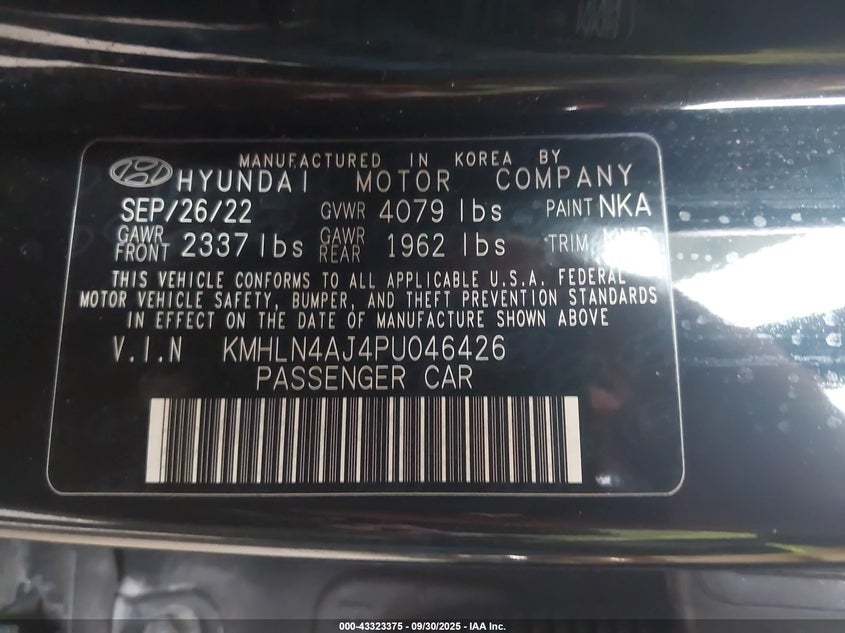 MANUFACTURED IN KOREA BY
HYUNDAI MOTOR COMPANY
SEP/26/22 GVWR 4079 lbs PAINT NKA
GAWR FRONT 2337 lbs GAWR REAR 1962 lbs TRIM
THIS VEHICLE CONFORMS TO ALL APPLICABLE U.S.A. FEDERAL
MOTOR VEHICLE SAFETY, BUMPER, AND THEFT PREVENTION STANDARDS
IN EFFECT ON THE DATE OF MANUFACTURE SHOWN ABOVE
V.I.N KMHLN4AJ4PU046426
PASSENGER CAR
000-43323375 - 09/30/2025 - IAA Inc.